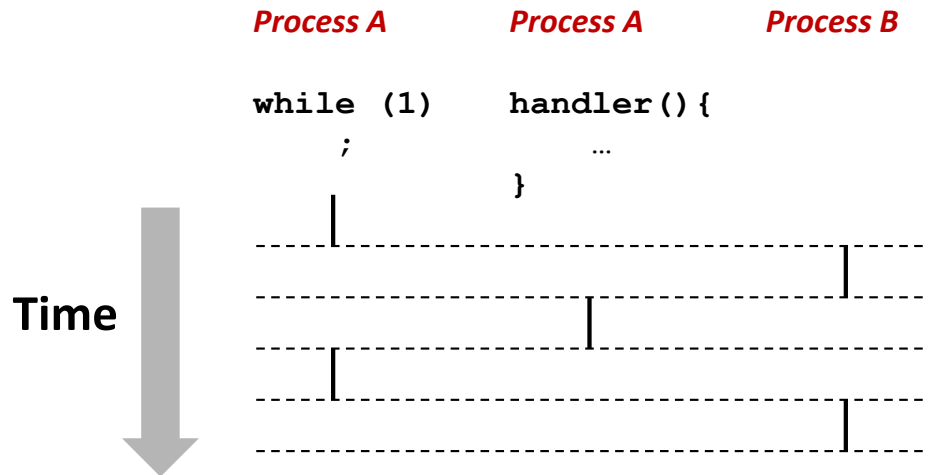 Process A Process A Process B
while (1) handler(){
; …
}
Time